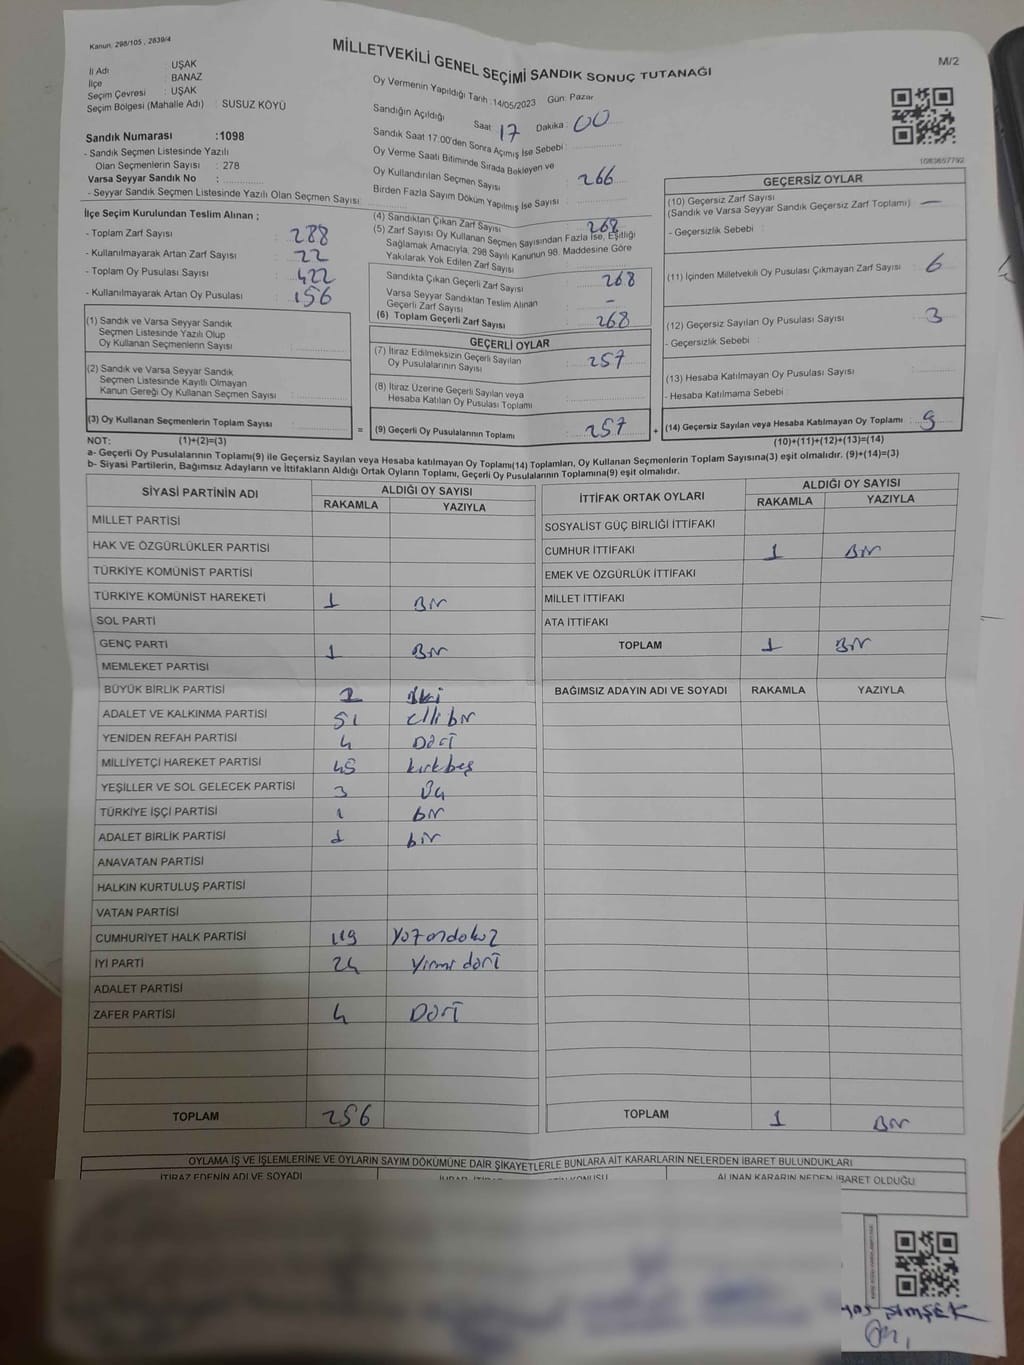 Kanun: 298/105 , 2839/4
MİLLETVEKİLİ GENEL SEÇİMİ SANDIK SONUÇ TUTANAĞI
M/2
İl Adı : UŞAK
İlçe : BANAZ
Seçim Çevresi : UŞAK
Seçim Bölgesi (Mahalle Adı) : SUSUZ KÖYÜ
Sandık Numarası :1098
- Sandık Seçmen Listesinde Yazılı
Olan Seçmenlerin Sayısı : 278
Varsa Seyyar Sandık No :
- Seyyar Sandık Seçmen Listesinde Yazılı Olan Seçmen Sayısı:
Oy Vermenin Yapıldığı Tarih :14/05/2023 Gün: Pazar
Sandığın Açıldığı Saat: 17 Dakika: 00
Sandık Saat 17:00'den Sonra Açımış İse Sebebi :
Oy Verme Saati Bitiminde Sırada Bekleyen ve
Oy Kullandırılan Seçmen Sayısı : 266
Birden Fazla Sayım Döküm Yapılmış İse Sayısı :
1083657792
İlçe Seçim Kurulundan Teslim Alınan ;
- Toplam Zarf Sayısı : 288
- Kullanılmayarak Artan Zarf Sayısı : 22
- Toplam Oy Pusulası Sayısı : 422
- Kullanılmayarak Artan Oy Pusulası : 156
(4) Sandıktan Çıkan Zarf Sayısı : 268
(5) Zarf Sayısı Oy Kullanan Seçmen Sayısından Fazla İse, Eşitliği
Sağlamak Amacıyla, 298 Sayılı Kanunun 98. Maddesine Göre
Yakılarak Yok Edilen Zarf Sayısı :
Sandıkta Çıkan Geçerli Zarf Sayısı : 268
Varsa Seyyar Sandıktan Teslim Alınan
Geçerli Zarf Sayısı : -
(6) Toplam Geçerli Zarf Sayısı : 268
GEÇERSİZ OYLAR
(10) Geçersiz Zarf Sayısı
(Sandık ve Varsa Seyyar Sandık Geçersiz Zarf Toplamı) : —
- Geçersizlik Sebebi :
(11) İçinden Milletvekili Oy Pusulası Çıkmayan Zarf Sayısı : 6
(12) Geçersiz Sayılan Oy Pusulası Sayısı : 3
- Geçersizlik Sebebi :
(13) Hesaba Katılmayan Oy Pusulası Sayısı :
- Hesaba Katılmama Sebebi :
(1) Sandık ve Varsa Seyyar Sandık
Seçmen Listesinde Yazılı Olup
Oy Kullanan Seçmenlerin Sayısı :
(2) Sandık ve Varsa Seyyar Sandık
Seçmen Listesinde Kayıtlı Olmayan
Kanun Gereği Oy Kullanan Seçmen Sayısı :
GEÇERLİ OYLAR
(7) İtiraz Edilmeksizin Geçerli Sayılan
Oy Pusulalarının Sayısı : 257
(8) İtiraz Üzerine Geçerli Sayılan veya
Hesaba Katılan Oy Pusulası Toplamı :
(3) Oy Kullanan Seçmenlerin Toplam Sayısı : = (9) Geçerli Oy Pusulalarının Toplamı : 257 + (14) Geçersiz Sayılan veya Hesaba Katılmayan Oy Toplamı : 9
NOT: (1)+(2)=(3) (10)+(11)+(12)+(13)=(14)
a- Geçerli Oy Pusulalarının Toplamı(9) ile Geçersiz Sayılan veya Hesaba katılmayan Oy Toplamı(14) Toplamları, Oy Kullanan Seçmenlerin Toplam Sayısına(3) eşit olmalıdır. (9)+(14)=(3)
b- Siyasi Partilerin, Bağımsız Adayların ve İttifakların Aldığı Ortak Oyların Toplamı, Geçerli Oy Pusulalarının Toplamına(9) eşit olmalıdır.
SİYASİ PARTİNİN ADI ALDIĞI OY SAYISI
RAKAMLA YAZIYLA
MİLLET PARTİSİ
HAK VE ÖZGÜRLÜKLER PARTİSİ
TÜRKİYE KOMÜNİST PARTİSİ
TÜRKİYE KOMÜNİST HAREKETİ 1 Bir
SOL PARTİ
GENÇ PARTİ 1 Bir
MEMLEKET PARTİSİ
BÜYÜK BİRLİK PARTİSİ 2 İki
ADALET VE KALKINMA PARTİSİ 51 elli bir
YENİDEN REFAH PARTİSİ 4 Dört
MİLLİYETÇİ HAREKET PARTİSİ 45 kırkbeş
YEŞİLLER VE SOL GELECEK PARTİSİ 3 Üç
TÜRKİYE İŞÇİ PARTİSİ 1 bir
ADALET BİRLİK PARTİSİ 1 bir
ANAVATAN PARTİSİ
HALKIN KURTULUŞ PARTİSİ
VATAN PARTİSİ
CUMHURİYET HALK PARTİSİ 119 Yüzondokuz
İYİ PARTİ 24 Yirmi dört
ADALET PARTİSİ
ZAFER PARTİSİ 4 Dört
TOPLAM 256
İTTİFAK ORTAK OYLARI ALDIĞI OY SAYISI
RAKAMLA YAZIYLA
SOSYALİST GÜÇ BİRLİĞİ İTTİFAKI
CUMHUR İTTİFAKI 1 Bir
EMEK VE ÖZGÜRLÜK İTTİFAKI
MİLLET İTTİFAKI
ATA İTTİFAKI
TOPLAM 1 Bir
BAĞIMSIZ ADAYIN ADI VE SOYADI RAKAMLA YAZIYLA
TOPLAM 1 Bir
OYLAMA İŞ VE İŞLEMLERİNE VE OYLARIN SAYIM DÖKÜMÜNE DAİR ŞİKAYETLERLE BUNLARA AİT KARARLARIN NELERDEN İBARET BULUNDUKLARI
İTİRAZ EDENİN ADI VE SOYADI
KONUSU
ALINAN KARARIN NEDEN İBARET OLDUĞU
ŞİMŞEK